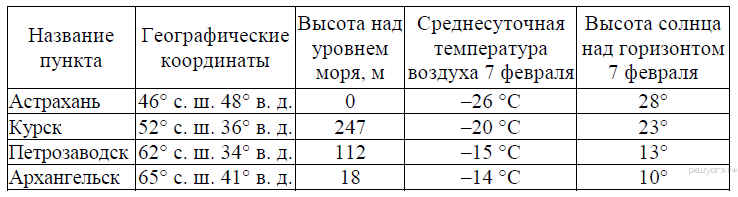 Название пункта | Географические координаты | Высота над уровнем моря, м | Среднесуточная температура воздуха 7 февраля | Высота солнца над горизонтом 7 февраля
Астрахань | 46° с. ш. 48° в. д. | 0 | –26 °C | 28°
Курск | 52° с. ш. 36° в. д. | 247 | –20 °C | 23°
Петрозаводск | 62° с. ш. 34° в. д. | 112 | –15 °C | 13°
Архангельск | 65° с. ш. 41° в. д. | 18 | –14 °C | 10°
решуогэ.рф